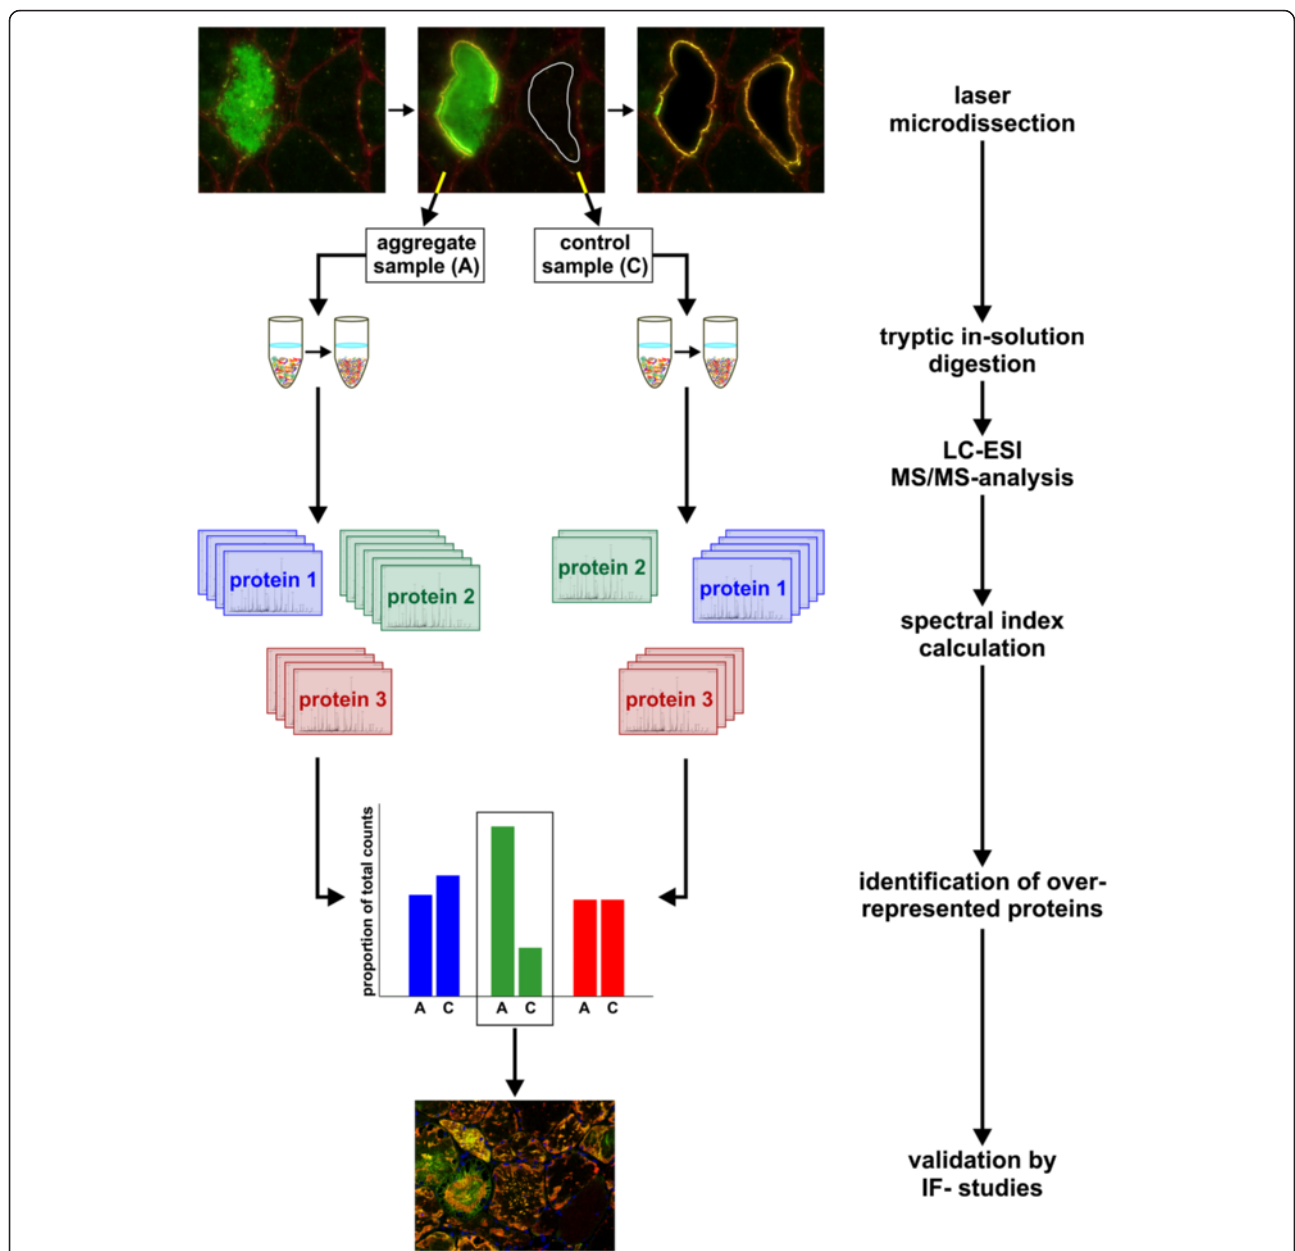 laser
microdissection
aggregate
sample (A)
control
sample (C)
tryptic in-solution
digestion
LC-ESI
MS/MS-analysis
protein 1
protein 2
protein 2
protein 1
spectral index
calculation
protein 3
protein 3
proportion of total counts
A C A C A C
identification of over-
represented proteins
validation by
IF- studies